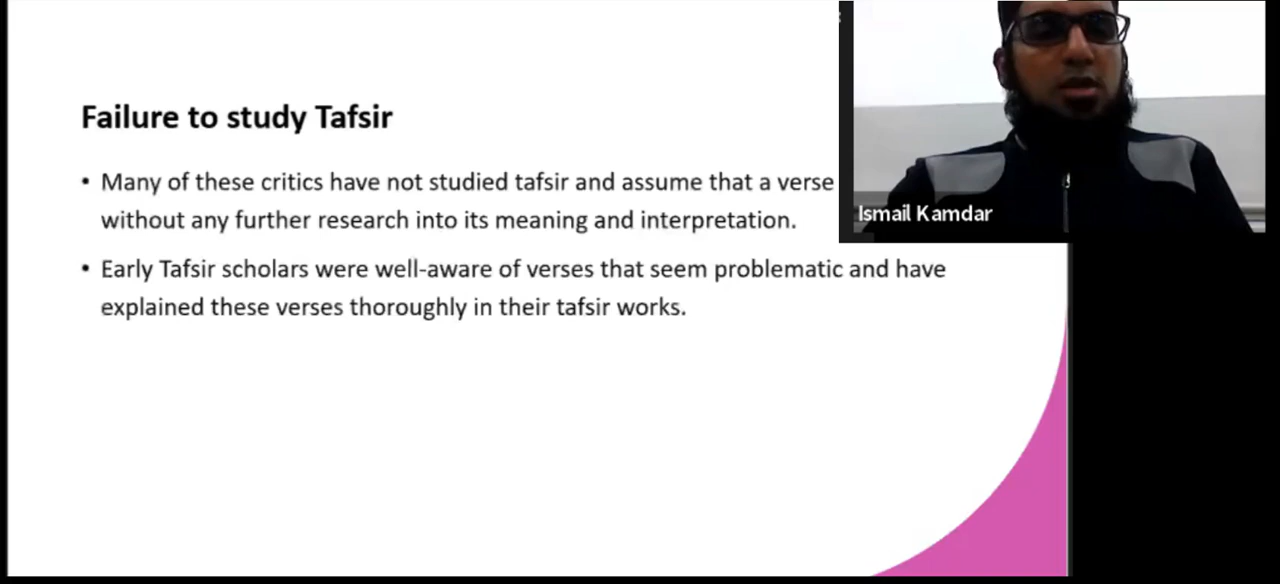 Failure to study Tafsir
• Many of these critics have not studied tafsir and assume that a verse
without any further research into its meaning and interpretation.
• Early Tafsir scholars were well-aware of verses that seem problematic and have
explained these verses thoroughly in their tafsir works.
Ismail Kamdar